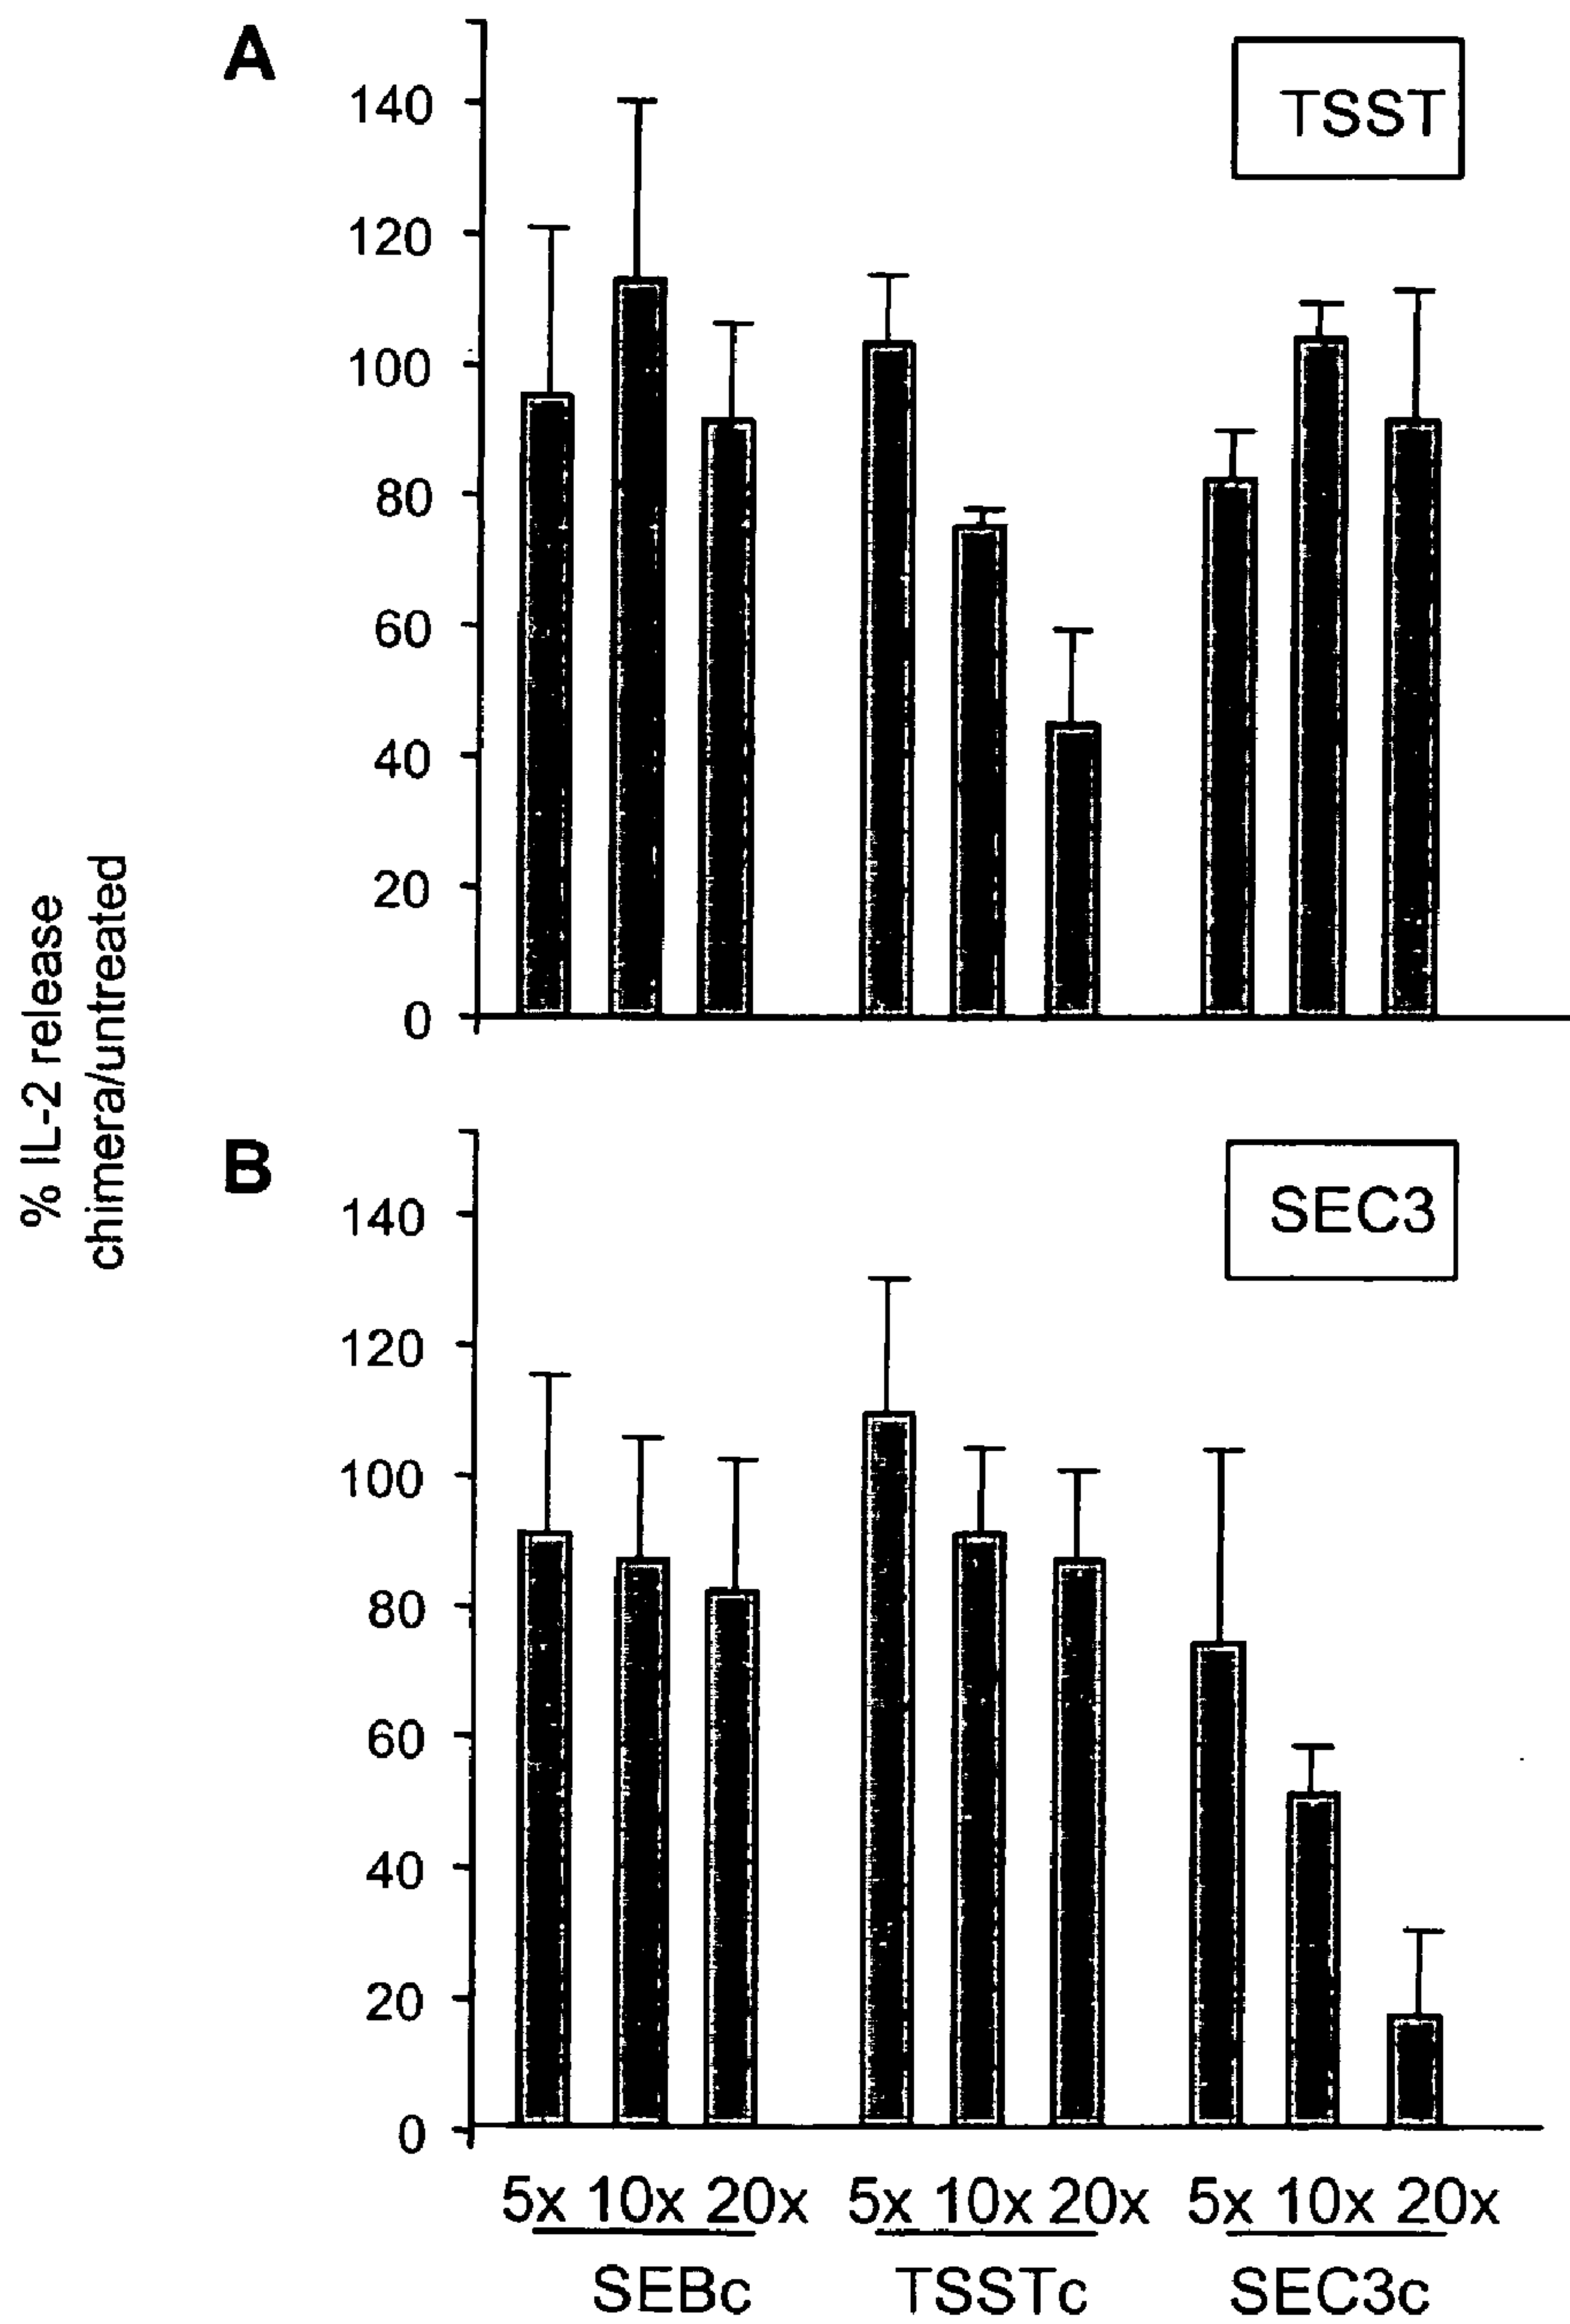 A
TSST
140
120
100
80
60
40
20
0
% IL-2 release
chimera/untreated
B
SEC3
140
120
100
80
60
40
20
0
5x 10x 20x 5x 10x 20x 5x 10x 20x
SEBc TSSTc SEC3c